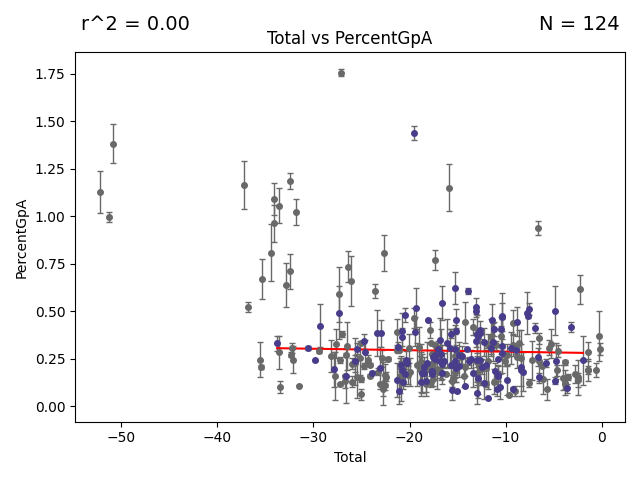 r^2 = 0.00
N = 124
Total vs PercentGpA
PercentGpA
1.75
1.50
1.25
1.00
0.75
0.50
0.25
0.00
−50
−40
−30
−20
−10
0
Total